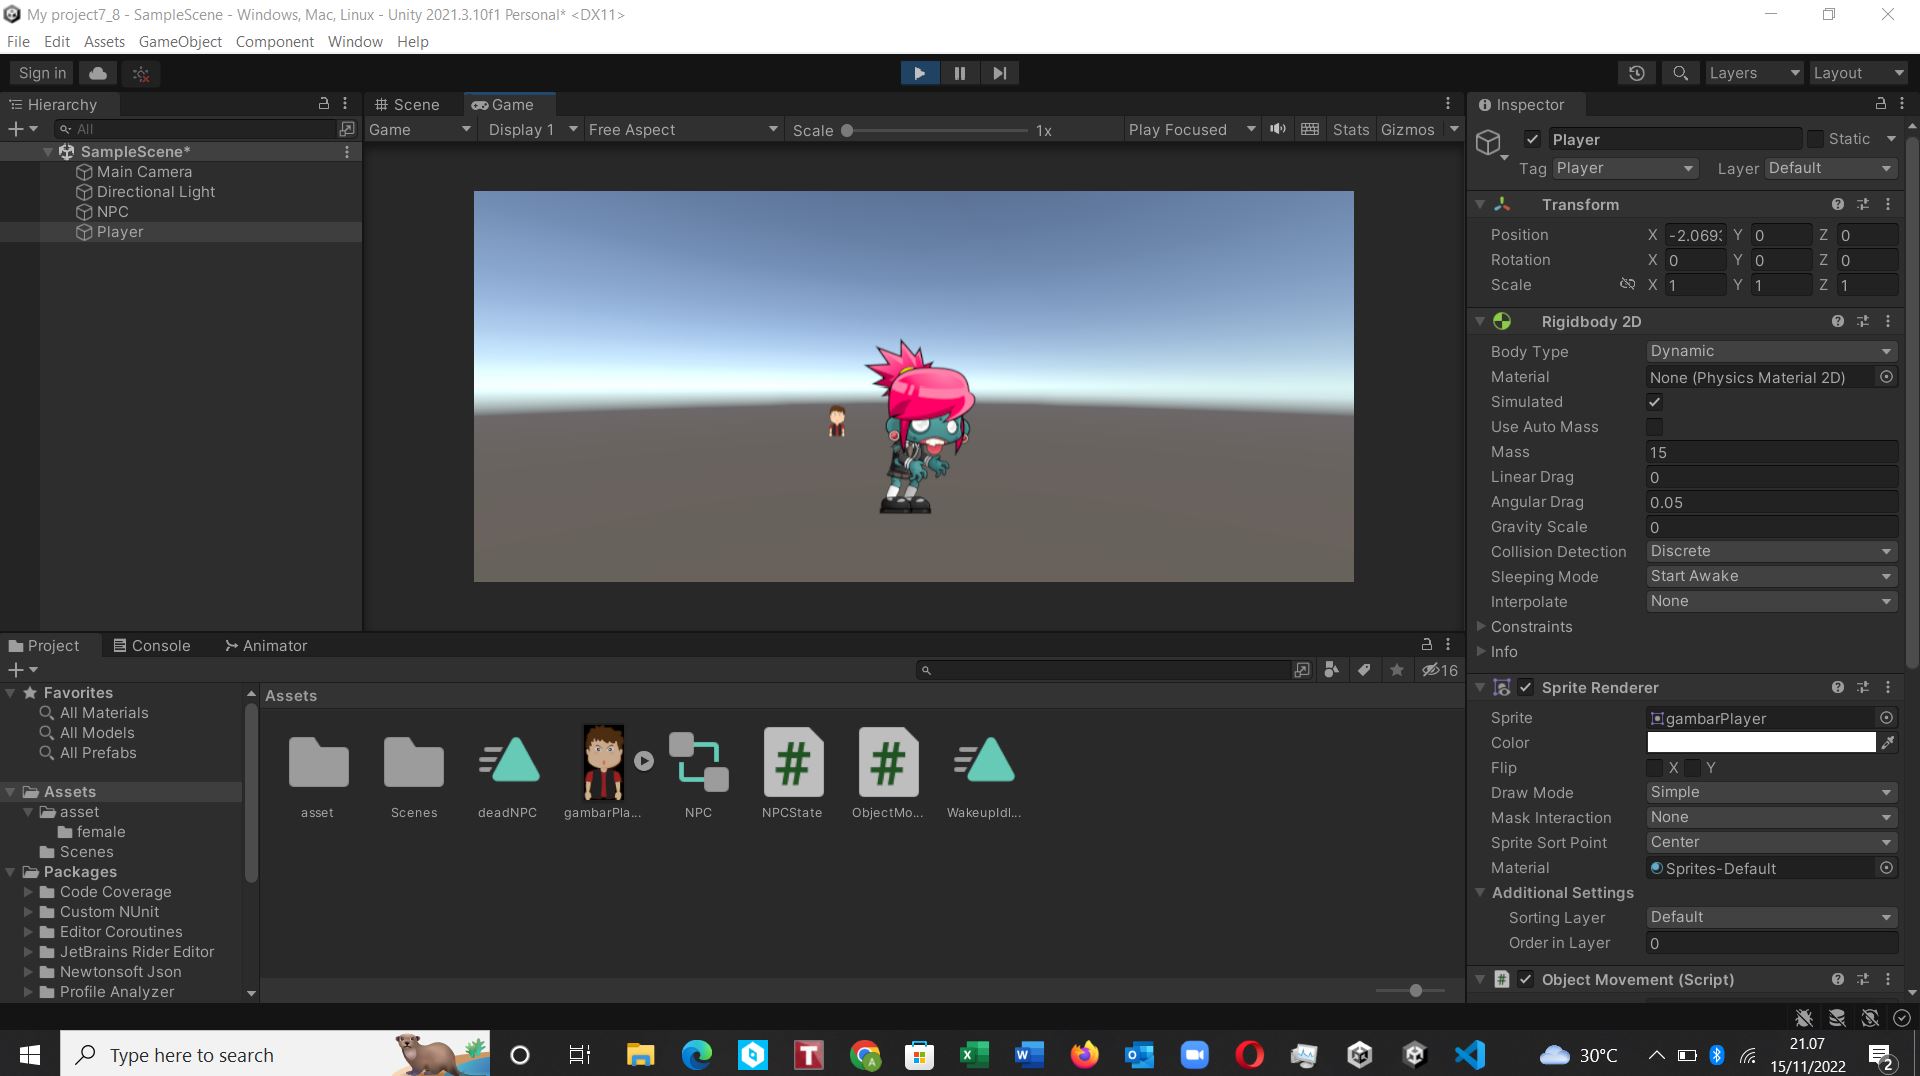 My project7_8 - SampleScene - Windows, Mac, Linux - Unity 2021.3.10f1 Personal* <DX11>
File Edit Assets GameObject Component Window Help
Sign in
Layers
Layout
Hierarchy
All
SampleScene*
Main Camera
Directional Light
NPC
Player
Scene
Game
Game
Display 1
Free Aspect
Scale
1x
Play Focused
Stats
Gizmos
Inspector
Player
Static
Tag Player
Layer Default
Transform
Position X -2.069 Y 0 Z 0
Rotation X 0 Y 0 Z 0
Scale X 1 Y 1 Z 1
Rigidbody 2D
Body Type Dynamic
Material None (Physics Material 2D)
Simulated
Use Auto Mass
Mass 15
Linear Drag 0
Angular Drag 0.05
Gravity Scale 0
Collision Detection Discrete
Sleeping Mode Start Awake
Interpolate None
Constraints
Info
Sprite Renderer
Sprite gambarPlayer
Color
Flip X Y
Draw Mode Simple
Mask Interaction None
Sprite Sort Point Center
Material Sprites-Default
Additional Settings
Sorting Layer Default
Order in Layer 0
Object Movement (Script)
Project
Console
Animator
16
Favorites
All Materials
All Models
All Prefabs
Assets
asset
female
Scenes
Packages
Code Coverage
Custom NUnit
Editor Coroutines
JetBrains Rider Editor
Newtonsoft Json
Profile Analyzer
Assets
asset
Scenes
deadNPC
gambarPla...
NPC
NPCState
ObjectMo...
WakeupIdl...
Type here to search
30°C
21.07
15/11/2022
2